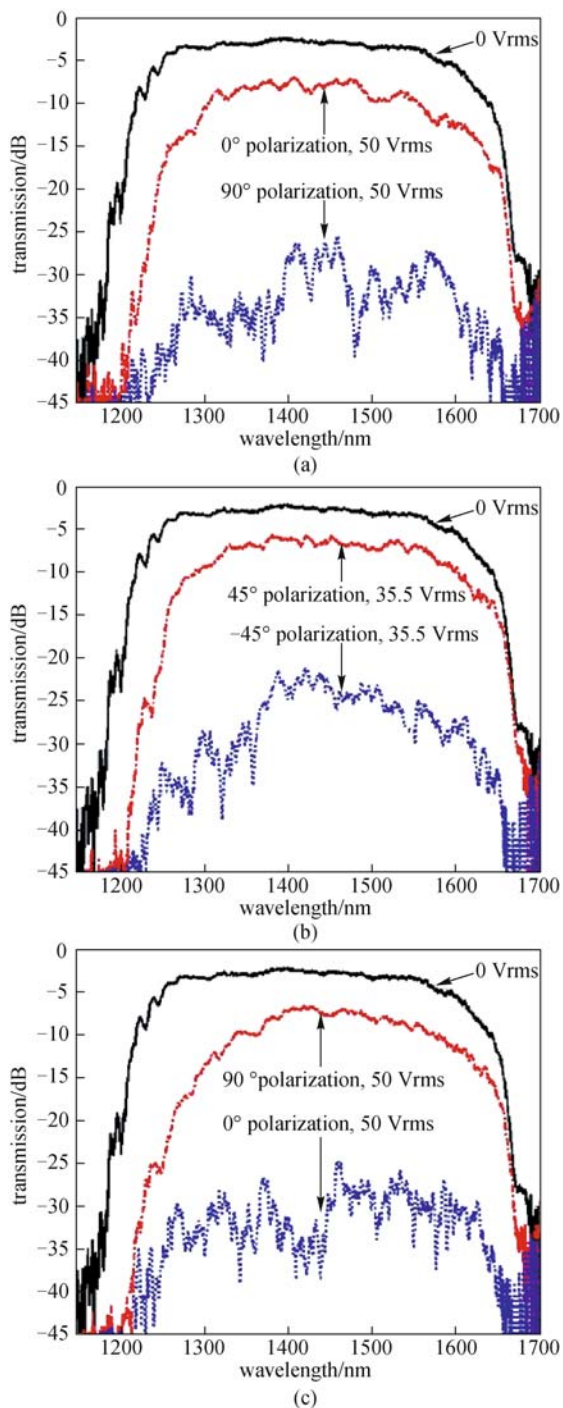 0
−5
−10
−15
−20
−25
−30
−35
−40
−45
transmission/dB
0 Vrms
0° polarization, 50 Vrms
90° polarization, 50 Vrms
1200 1300 1400 1500 1600 1700
wavelength/nm
(a)
0
−5
−10
−15
−20
−25
−30
−35
−40
−45
transmission/dB
0 Vrms
45° polarization, 35.5 Vrms
−45° polarization, 35.5 Vrms
1200 1300 1400 1500 1600 1700
wavelength/nm
(b)
0
−5
−10
−15
−20
−25
−30
−35
−40
−45
transmission/dB
0 Vrms
90 °polarization, 50 Vrms
0° polarization, 50 Vrms
1200 1300 1400 1500 1600 1700
wavelength/nm
(c)